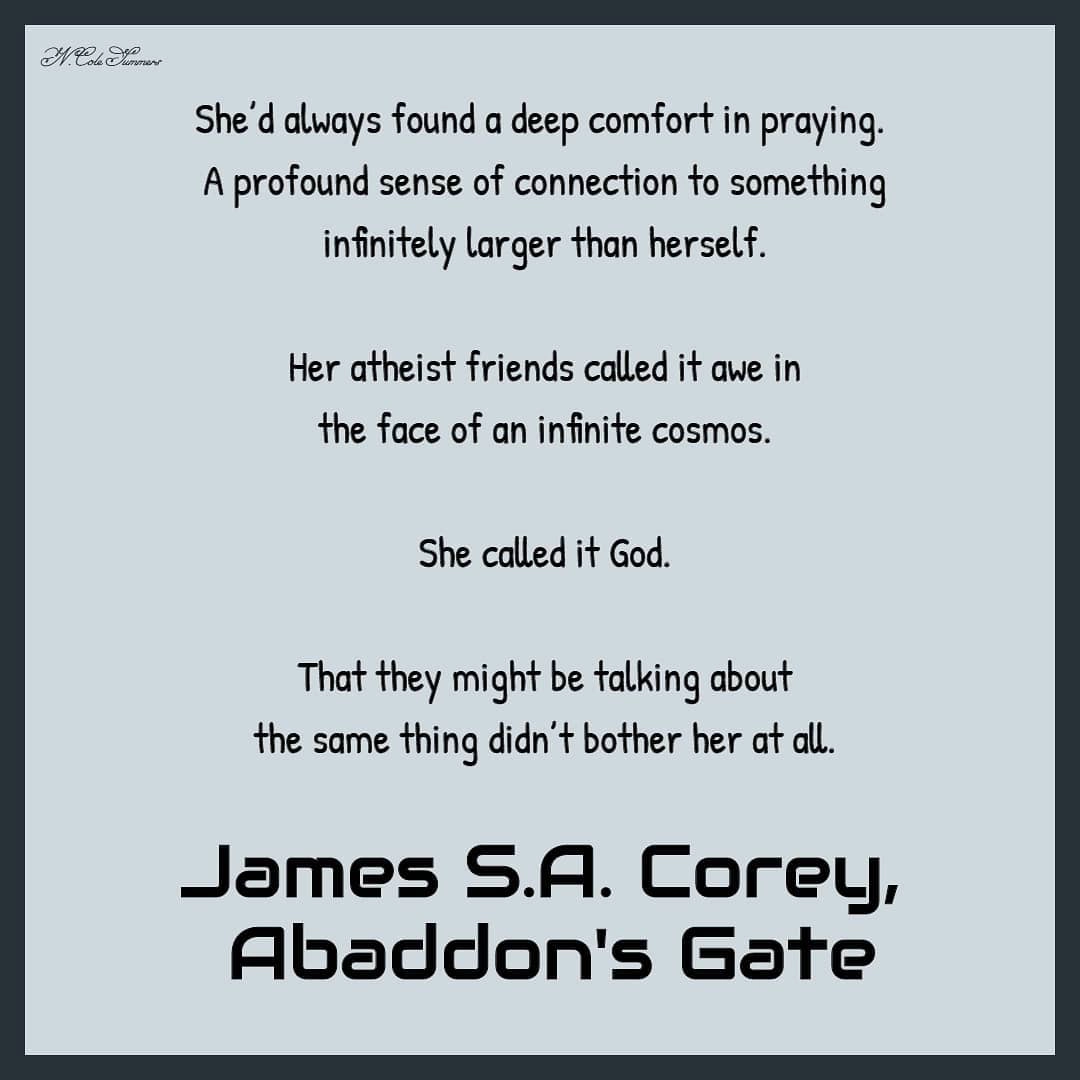 N. Cole Summers
She'd always found a deep comfort in praying.
A profound sense of connection to something
infinitely larger than herself.
Her atheist friends called it awe in
the face of an infinite cosmos.
She called it God.
That they might be talking about
the same thing didn't bother her at all.
James S.A. Corey,
Abaddon's Gate